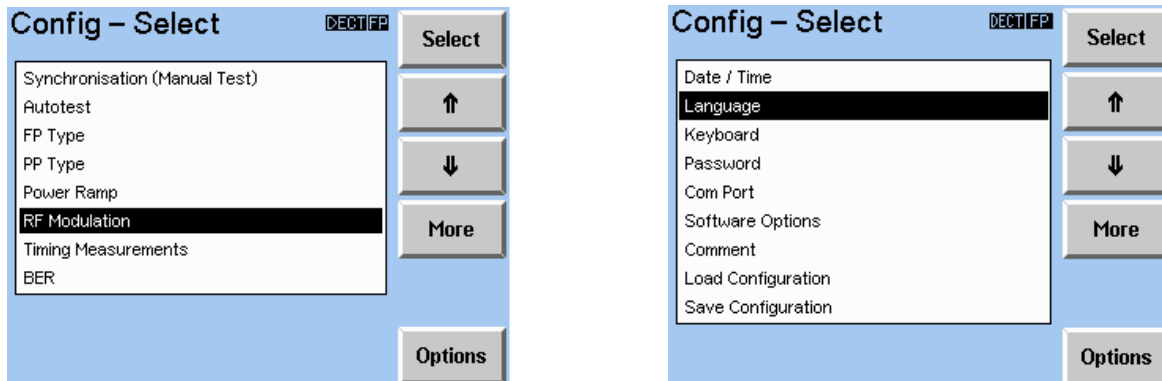 Config – Select DECT FP
Select
Synchronisation (Manual Test)
Autotest
⇑
FP Type
PP Type
⇓
Power Ramp
RF Modulation
More
Timing Measurements
BER
Options
Config – Select DECT FP
Select
Date / Time
Language
⇑
Keyboard
Password
⇓
Com Port
Software Options
More
Comment
Load Configuration
Save Configuration
Options